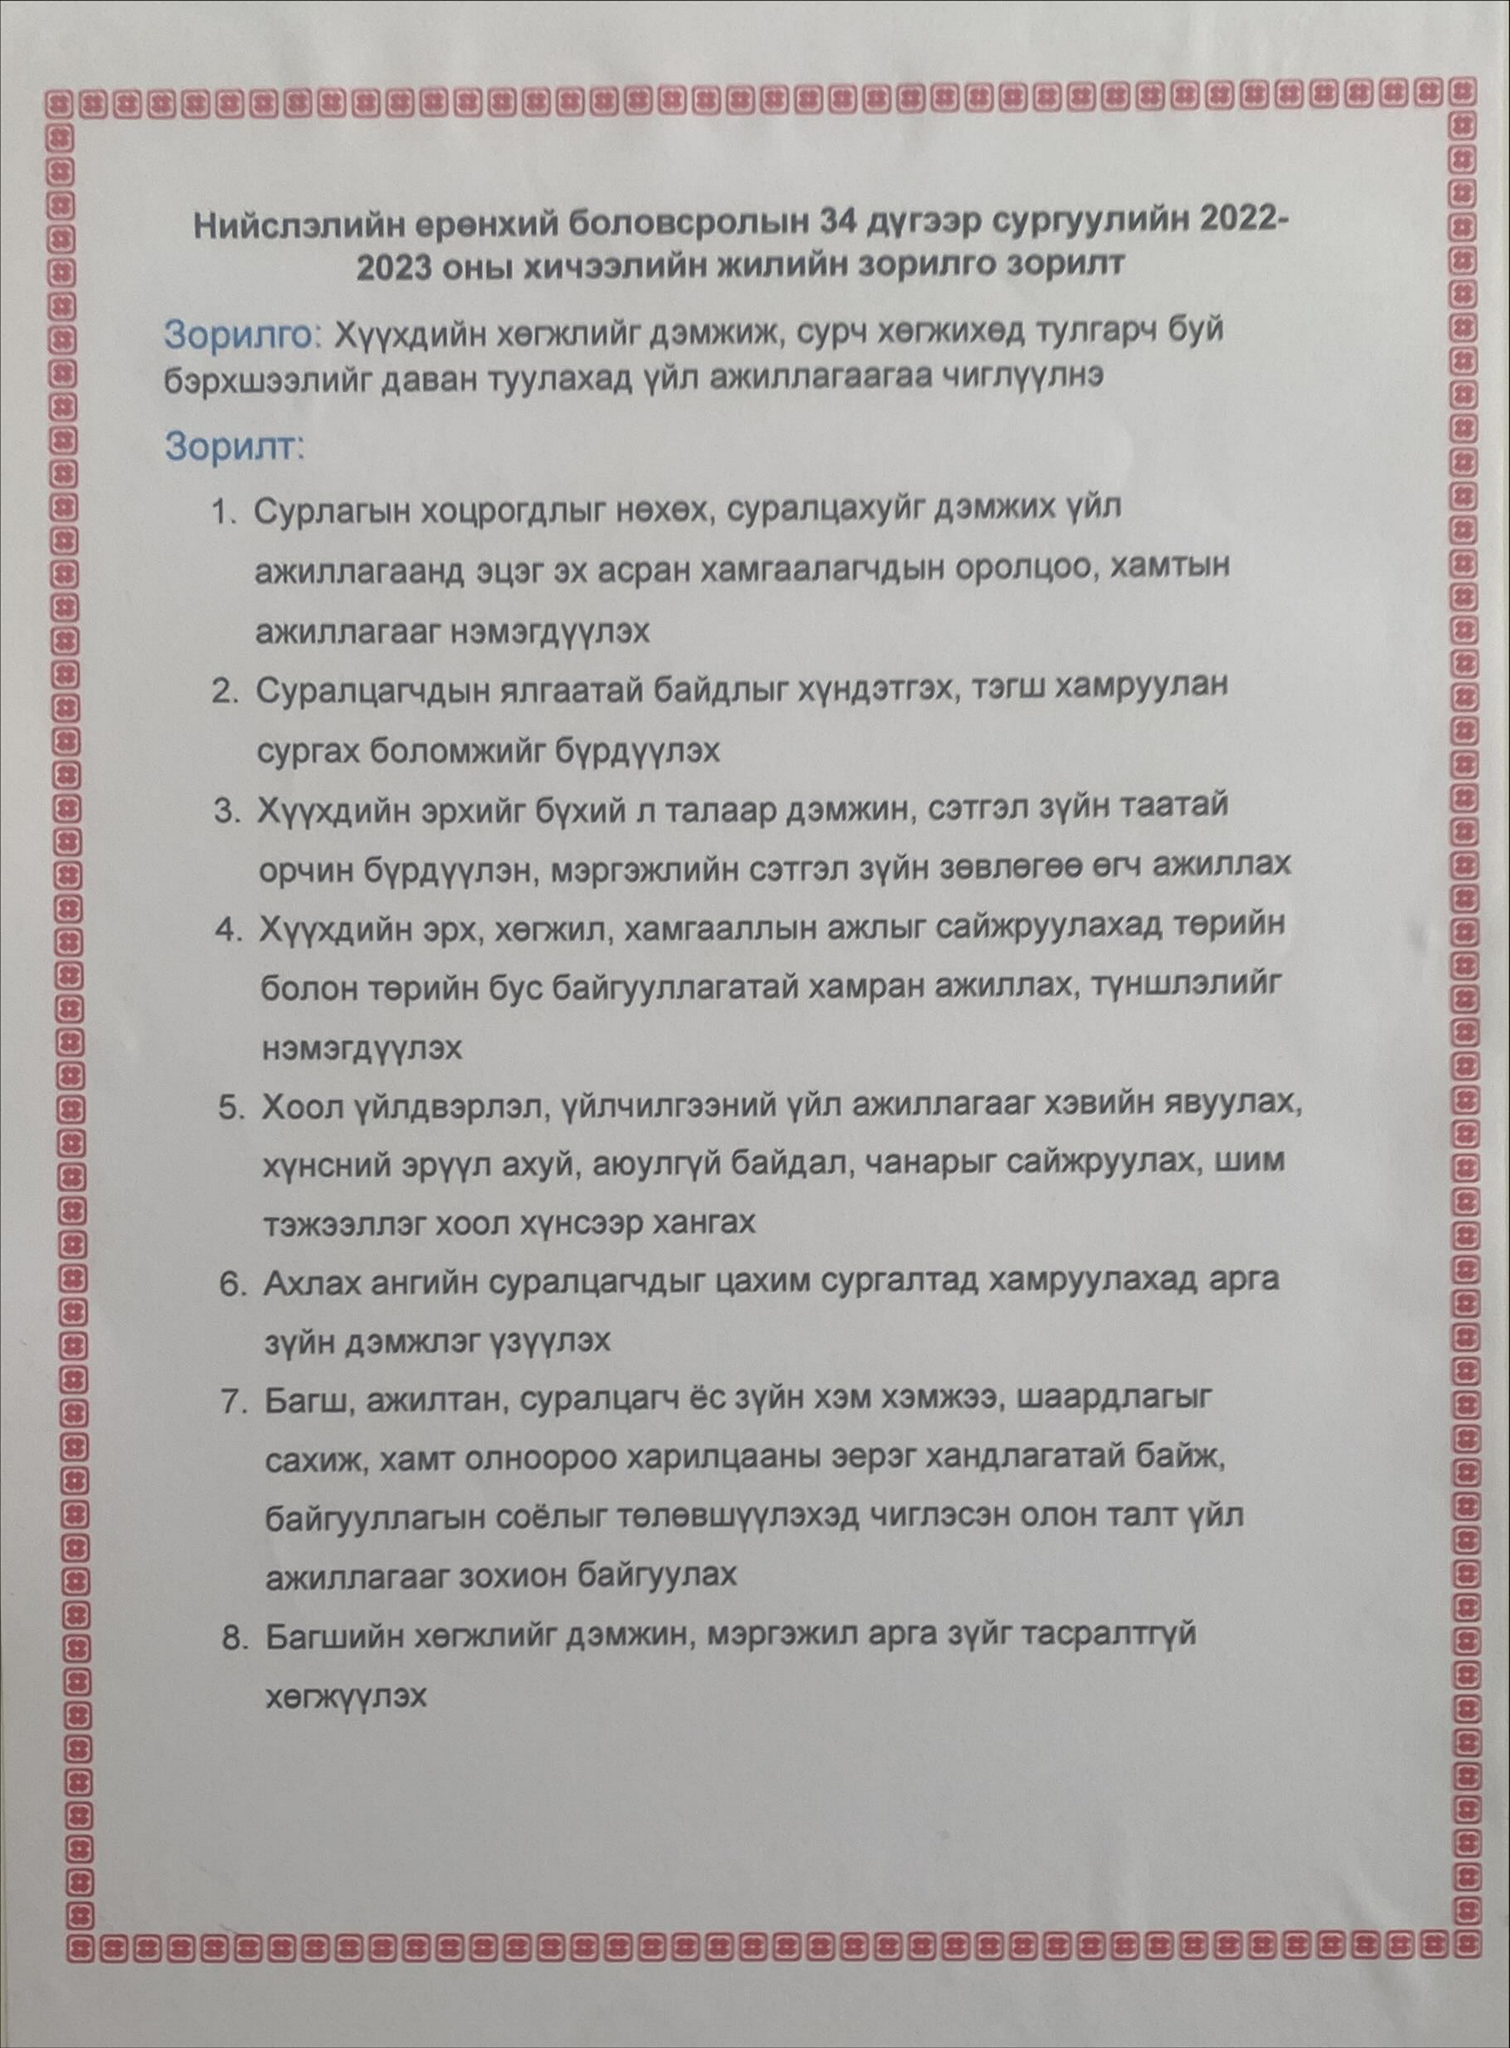 Нийслэлийн ерөнхий боловсролын 34 дүгээр сургуулийн 2022-
2023 оны хичээлийн жилийн зорилго зорилт
Зорилго: Хүүхдийн хөгжлийг дэмжиж, сурч хөгжихөд тулгарч буй
бэрхшээлийг даван туулахад үйл ажиллагаагаа чиглүүлнэ
Зорилт:
1. Сурлагын хоцрогдлыг нөхөх, суралцахуйг дэмжих үйл
ажиллагаанд эцэг эх асран хамгаалагчдын оролцоо, хамтын
ажиллагааг нэмэгдүүлэх
2. Суралцагчдын ялгаатай байдлыг хүндэтгэх, тэгш хамруулан
сургах боломжийг бүрдүүлэх
3. Хүүхдийн эрхийг бүхий л талаар дэмжин, сэтгэл зүйн таатай
орчин бүрдүүлэн, мэргэжлийн сэтгэл зүйн зөвлөгөө өгч ажиллах
4. Хүүхдийн эрх, хөгжил, хамгааллын ажлыг сайжруулахад төрийн
болон төрийн бус байгууллагатай хамран ажиллах, түншлэлийг
нэмэгдүүлэх
5. Хоол үйлдвэрлэл, үйлчилгээний үйл ажиллагааг хэвийн явуулах,
хүнсний эрүүл ахуй, аюулгүй байдал, чанарыг сайжруулах, шим
тэжээллэг хоол хүнсээр хангах
6. Ахлах ангийн суралцагчдыг цахим сургалтад хамруулахад арга
зүйн дэмжлэг үзүүлэх
7. Багш, ажилтан, суралцагч ёс зүйн хэм хэмжээ, шаардлагыг
сахиж, хамт олноороо харилцааны эерэг хандлагатай байж,
байгууллагын соёлыг төлөвшүүлэхэд чиглэсэн олон талт үйл
ажиллагааг зохион байгуулах
8. Багшийн хөгжлийг дэмжин, мэргэжил арга зүйг тасралтгүй
хөгжүүлэх